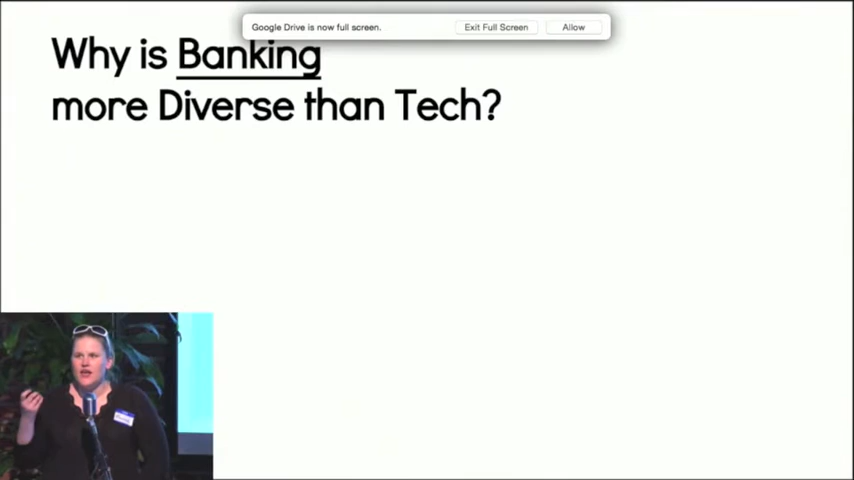 Google Drive is now full screen. Exit Full Screen Allow
Why is Banking
more Diverse than Tech?